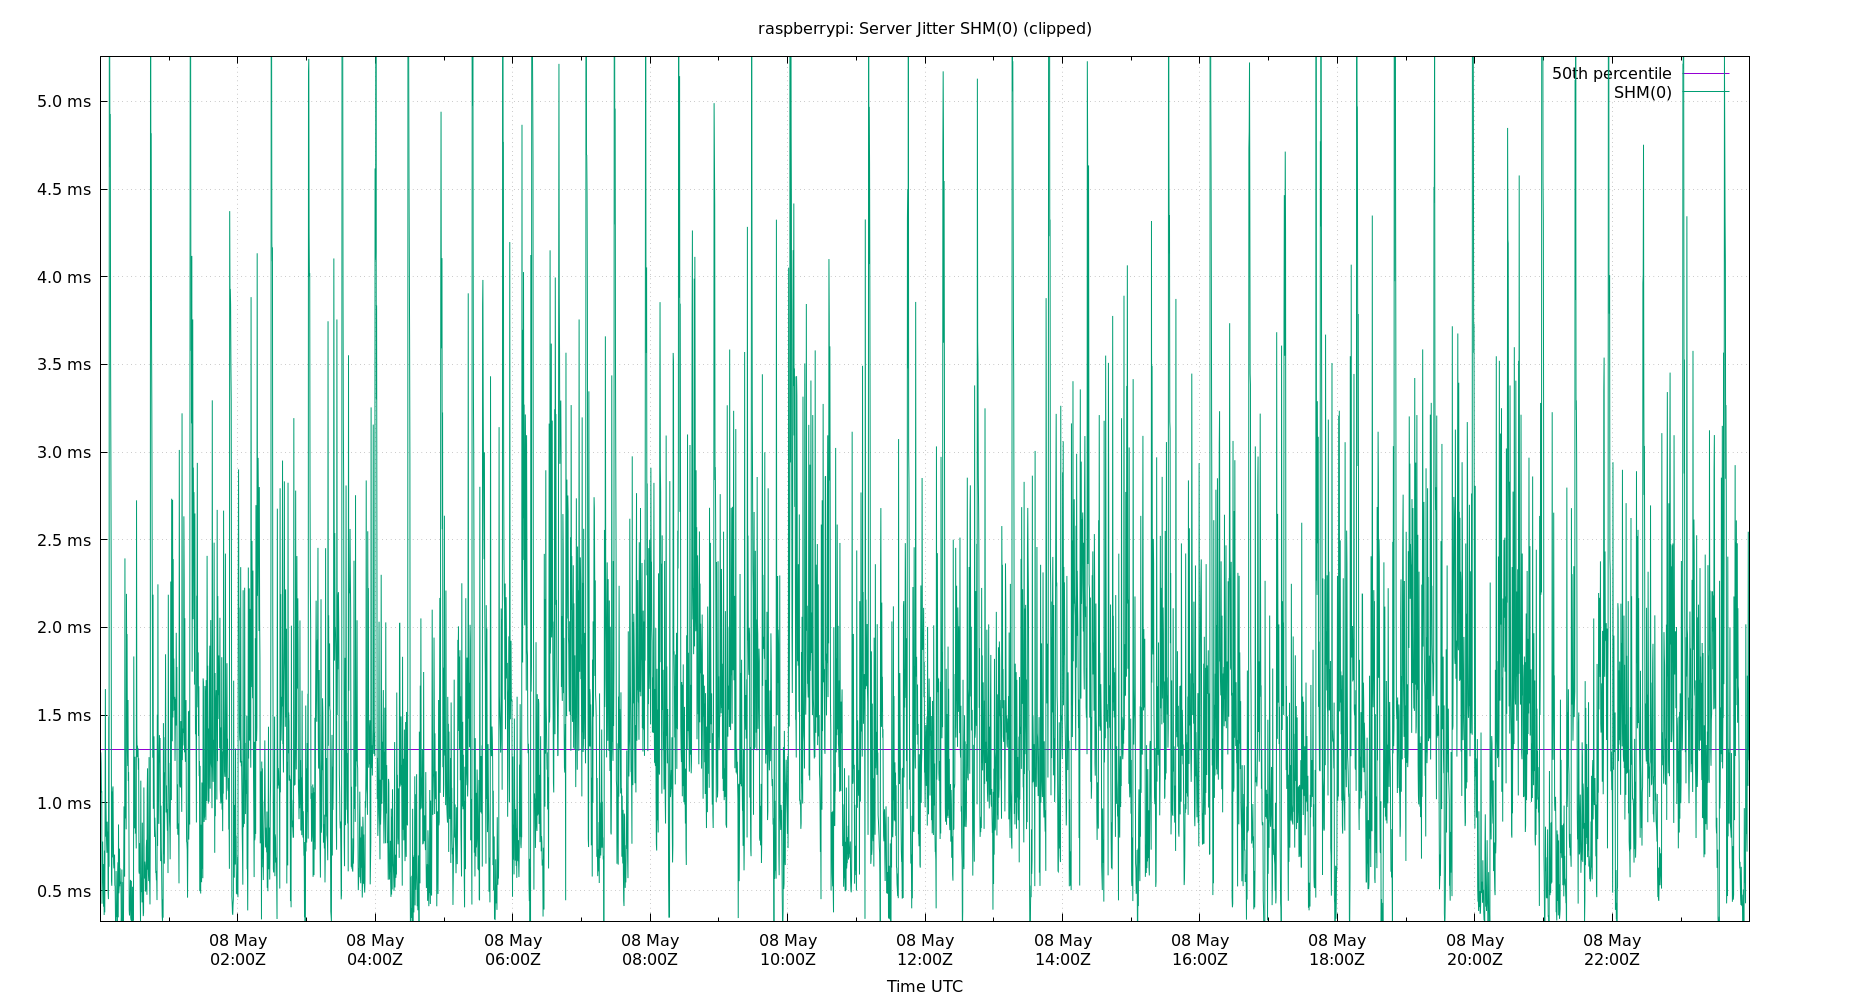 raspberrypi: Server Jitter SHM(0) (clipped)
50th percentile
SHM(0)
5.0 ms
4.5 ms
4.0 ms
3.5 ms
3.0 ms
2.5 ms
2.0 ms
1.5 ms
1.0 ms
0.5 ms
08 May 08 May 08 May 08 May 08 May 08 May 08 May 08 May 08 May 08 May 08 May
02:00Z 04:00Z 06:00Z 08:00Z 10:00Z 12:00Z 14:00Z 16:00Z 18:00Z 20:00Z 22:00Z
Time UTC